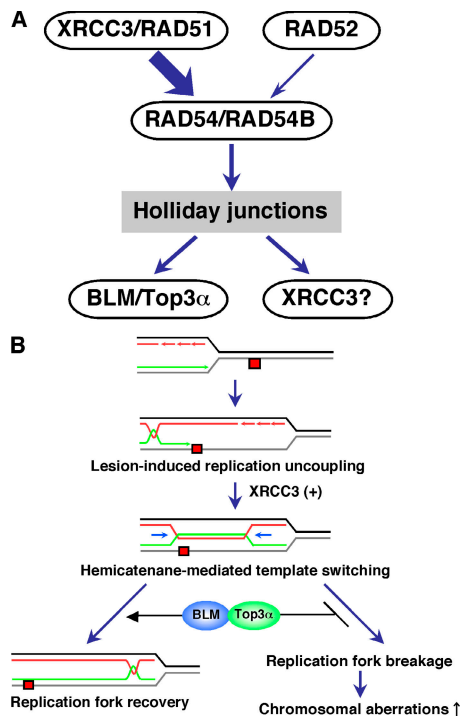 A
XRCC3/RAD51
RAD52
RAD54/RAD54B
Holliday junctions
BLM/Top3α
XRCC3?
B
Lesion-induced replication uncoupling
XRCC3 (+)
Hemicatenane-mediated template switching
BLM
Top3α
Replication fork recovery
Replication fork breakage
Chromosomal aberrations ↑